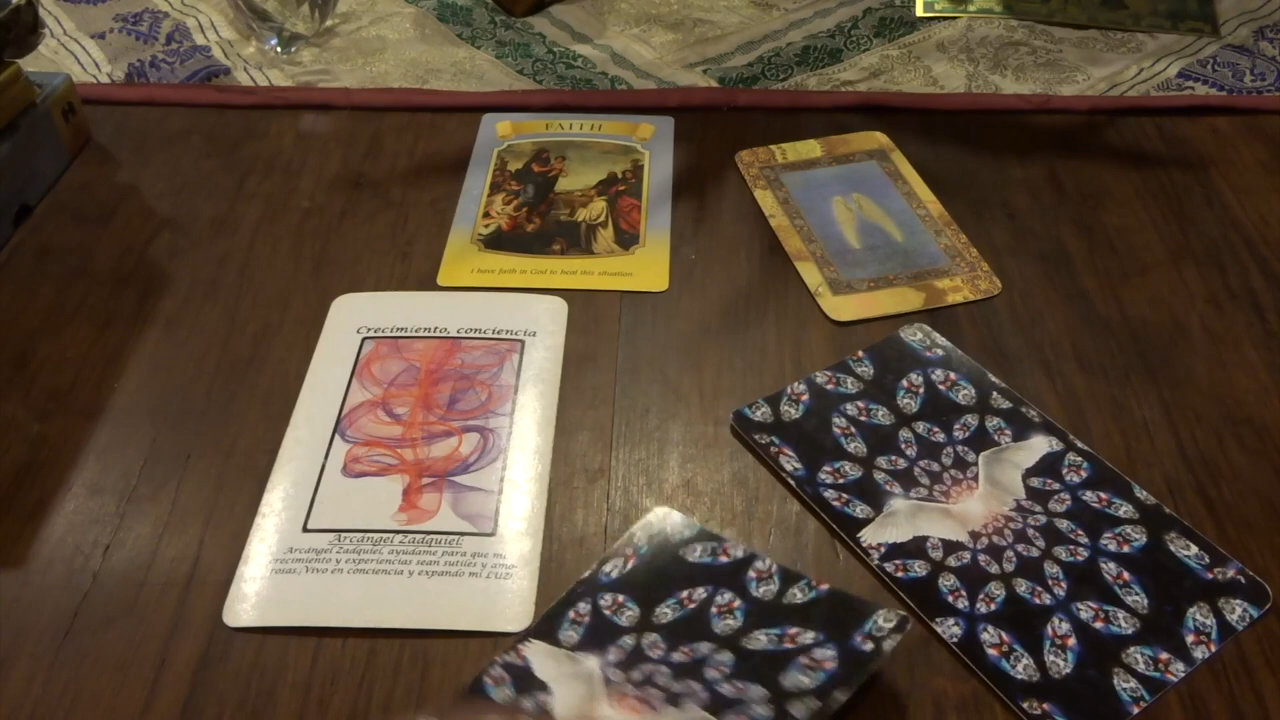 FAITH
I have faith in God to heal this situation.
Crecimiento, conciencia
Arcángel Zadquiel:
Arcángel Zadquiel, ayúdame para que mi
crecimiento y experiencias sean sutiles y amo-
rosas. ¡Vivo en conciencia y expando mi LUZ!